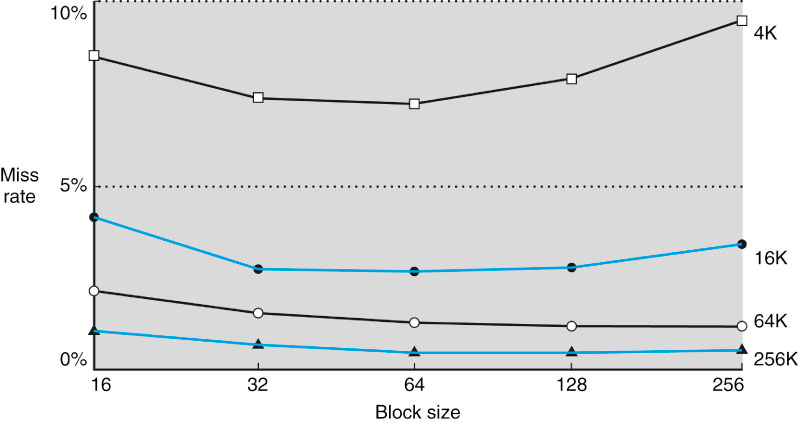 10%
4K
Miss
rate
5%
16K
64K
0%
256K
16 32 64 128 256
Block size